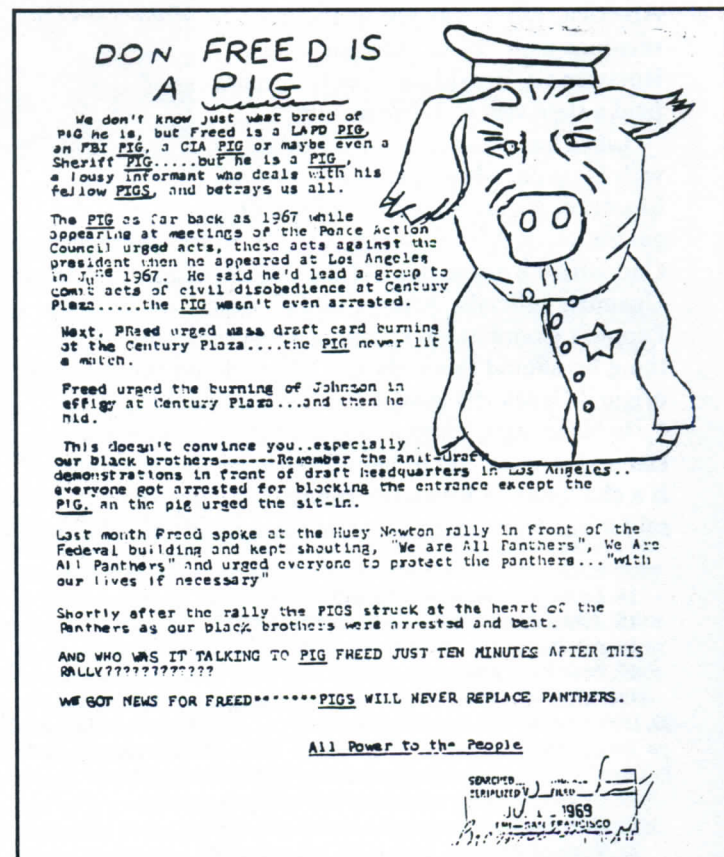 DON FREED IS
A PIG
We don't know just what breed of
PIG he is, but Freed is a LAPD PIG,
an FBI PIG, a CIA PIG or maybe even a
Sheriff PIG.....but he is a PIG,
a lousy informant who deals with his
fellow PIGS, and betrays us all.
The PIG as far back as 1967 while
appearing at meetings of the Peace Action
Council urged acts, these acts against the
president when he appeared at Los Angeles
in June 1967. He said he'd lead a group to
comit acts of civil disobedience at Century
Plaza.....the PIG wasn't even arrested.
Next, PReed urged mass draft card burning
at the Century Plaza....the PIG never lit
a match.
Freed urged the burning of Johnson in
effigy at Century Plaza...and then he
hid.
This doesn't convince you..especially
our black brothers------Remember the anit-Draft
demonstrations in front of draft headquarters in Los Angeles..
everyone got arrested for blocking the entrance except the
PIG, an the pig urged the sit-in.
Last month Freed spoke at the Huey Newton rally in front of the
Federal building and kept shouting, "We are All Panthers", We Are
All Panthers" and urged everyone to protect the panthers..."with
our lives if necessary"
Shortly after the rally the PIGS struck at the heart of the
Panthers as our black brothers were arrested and beat.
AND WHO WAS IT TALKING TO PIG FREED JUST TEN MINUTES AFTER THIS
RALLY????????????
WE GOT NEWS FOR FREED********PIGS WILL NEVER REPLACE PANTHERS.
All Power to the People
SEARCHED
SERIALIZED FILED
1969
FBI—SAN FRANCISCO